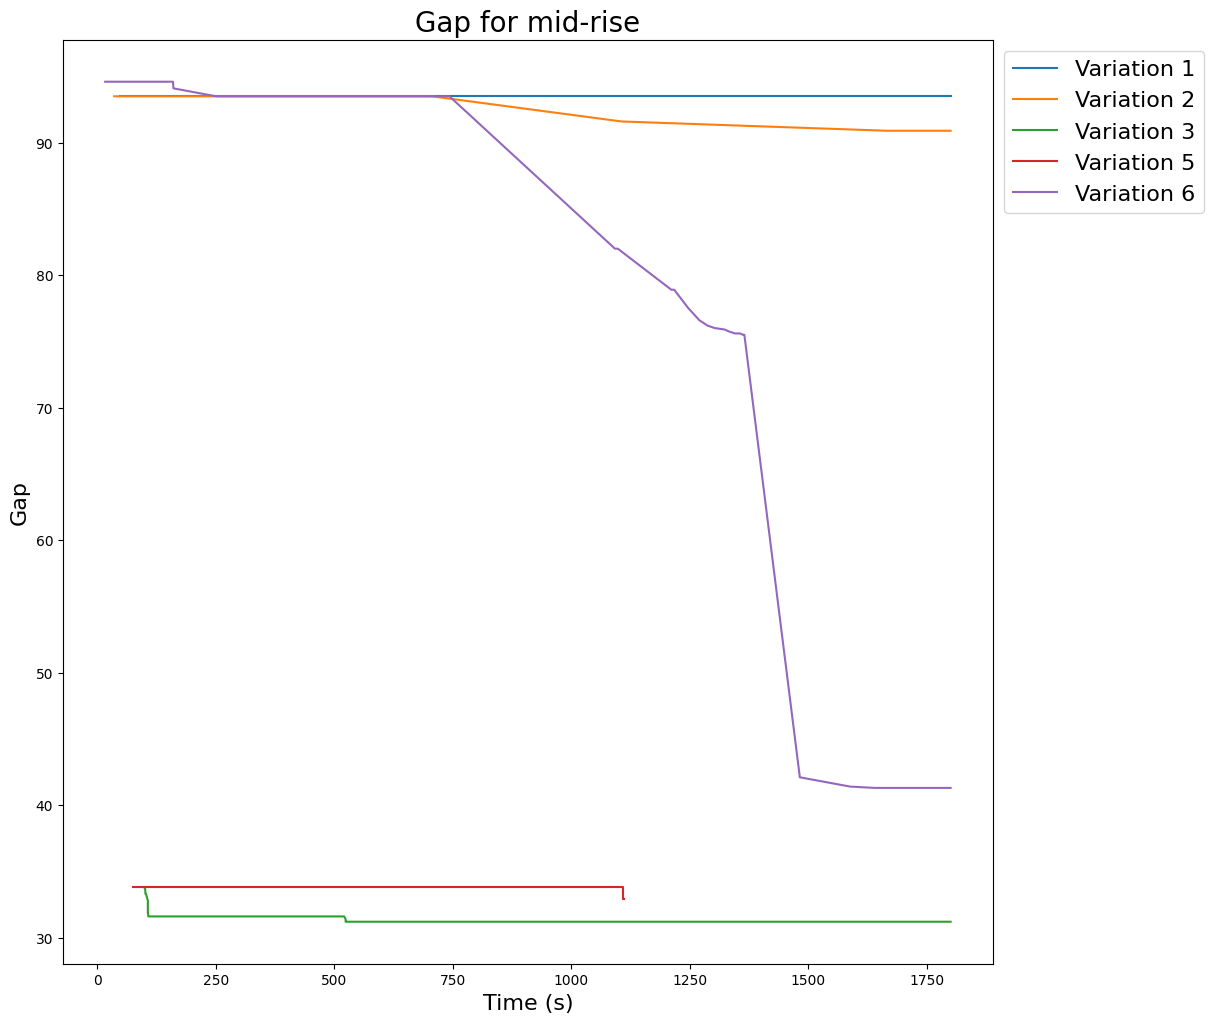 Gap for mid-rise
Variation 1
Variation 2
Variation 3
Variation 5
Variation 6
90
80
70
60
50
40
30
Gap
0 250 500 750 1000 1250 1500 1750
Time (s)